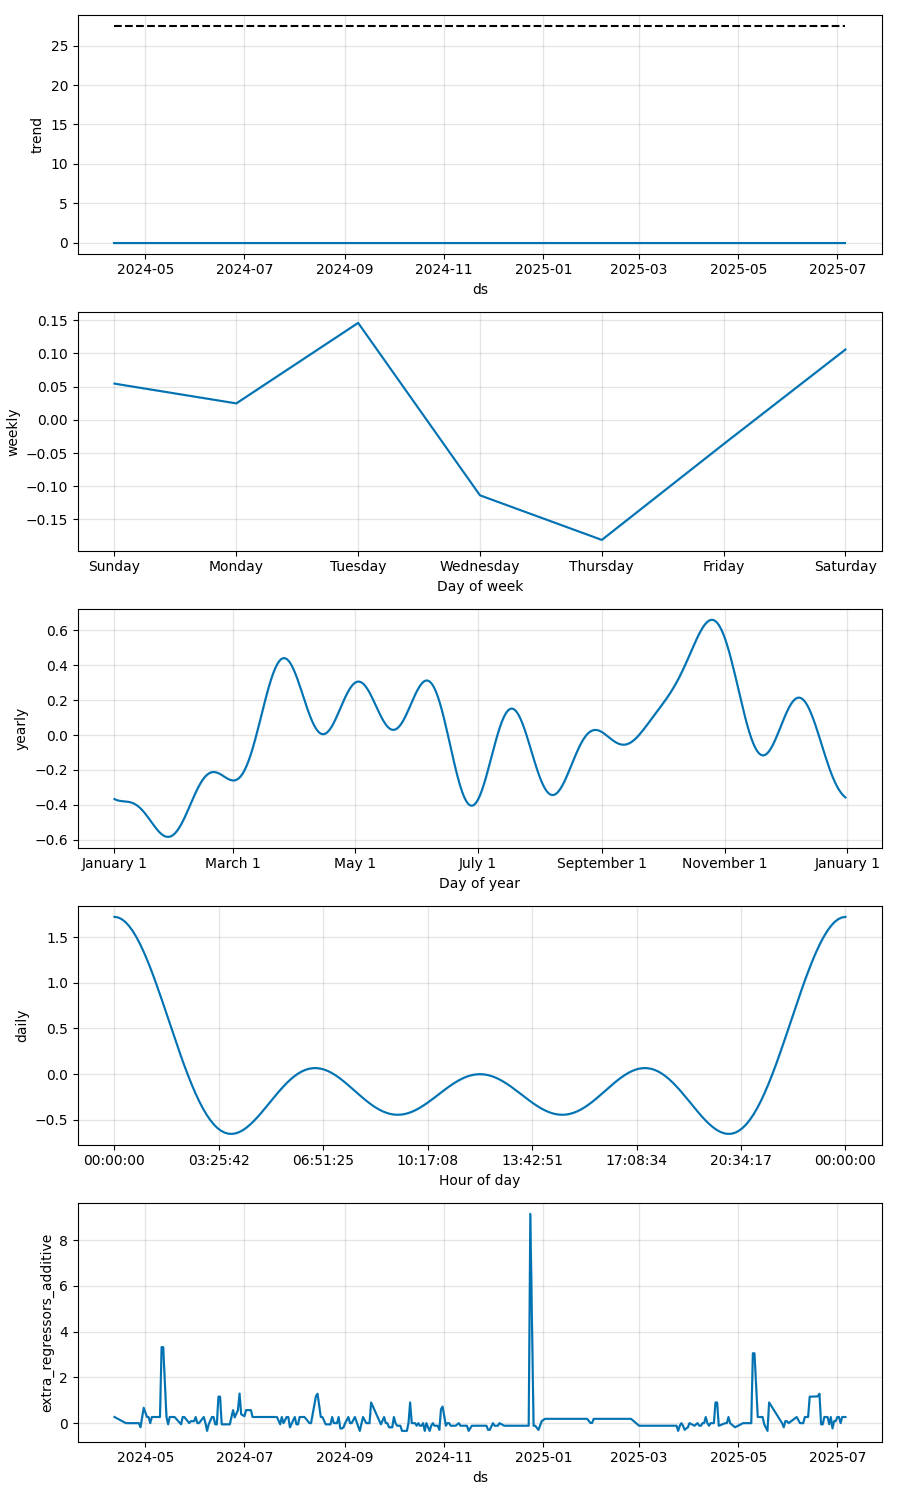 25
20
15
10
5
0
trend
2024-05 2024-07 2024-09 2024-11 2025-01 2025-03 2025-05 2025-07
ds
0.15
0.10
0.05
0.00
−0.05
−0.10
−0.15
weekly
Sunday Monday Tuesday Wednesday Thursday Friday Saturday
Day of week
0.6
0.4
0.2
0.0
−0.2
−0.4
−0.6
yearly
January 1 March 1 May 1 July 1 September 1 November 1 January 1
Day of year
1.5
1.0
0.5
0.0
−0.5
daily
00:00:00 03:25:42 06:51:25 10:17:08 13:42:51 17:08:34 20:34:17 00:00:00
Hour of day
8
6
4
2
0
extra_regressors_additive
2024-05 2024-07 2024-09 2024-11 2025-01 2025-03 2025-05 2025-07
ds